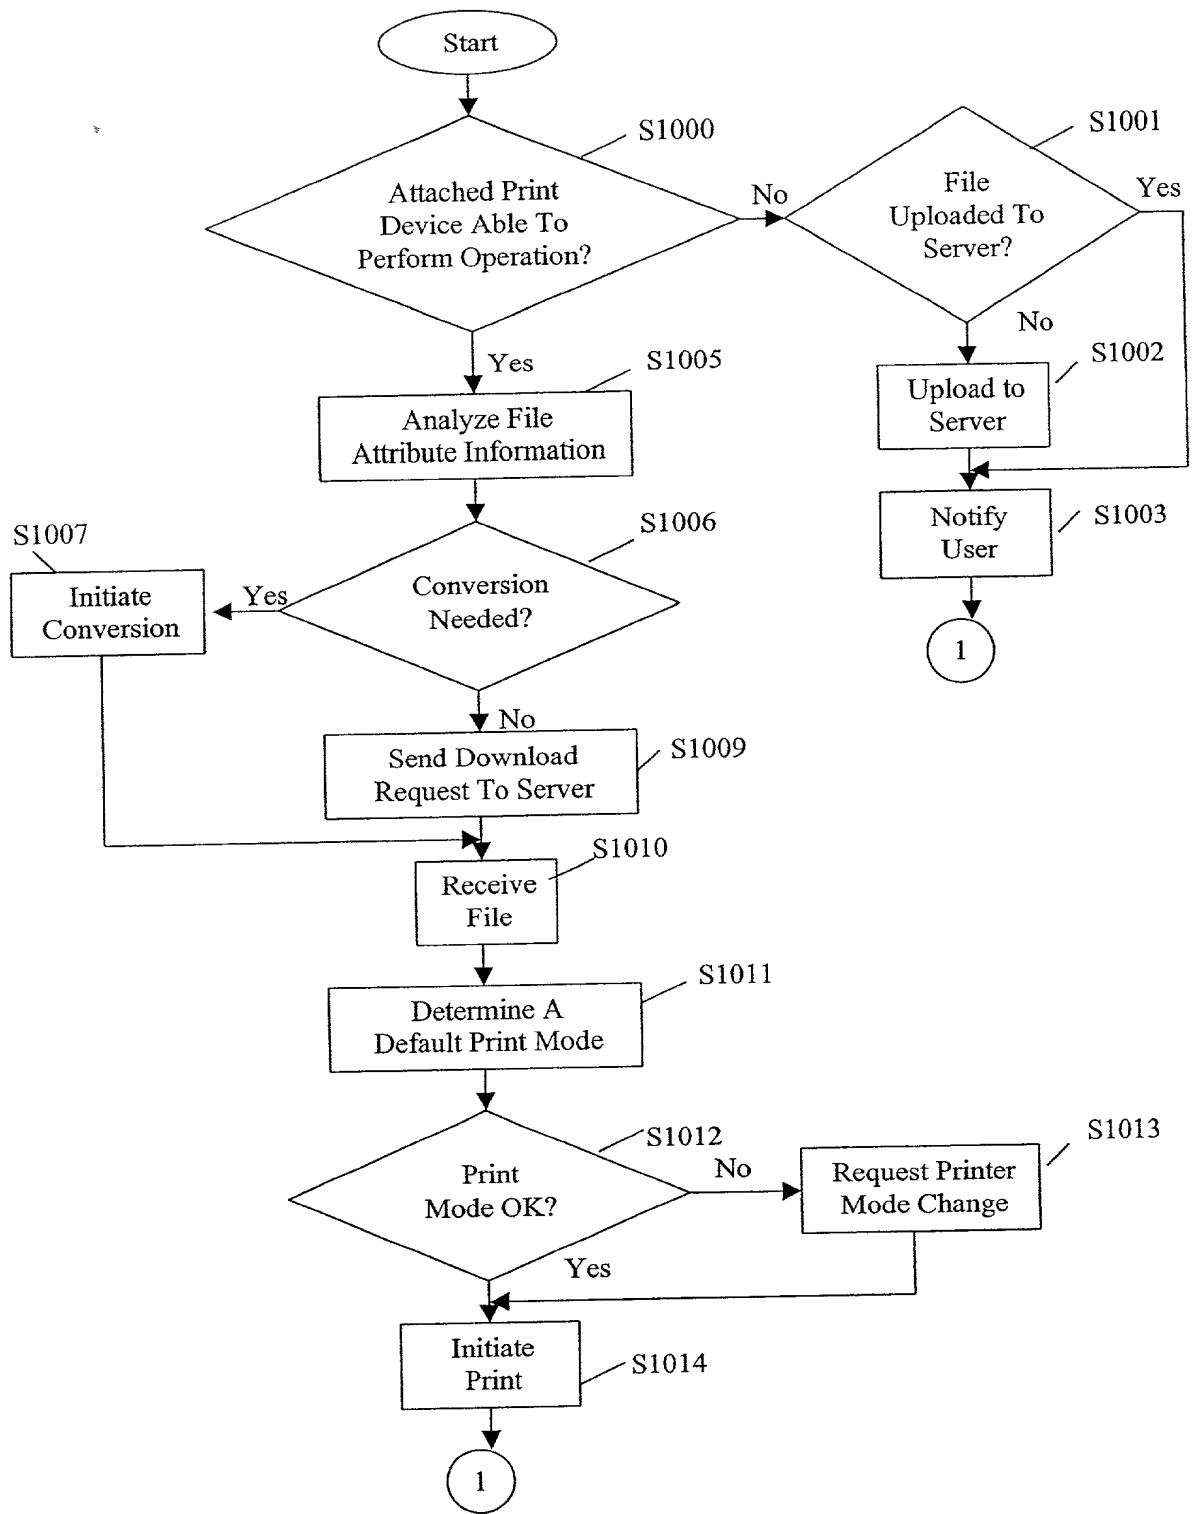 Start
S1000
Attached Print
Device Able To
Perform Operation?
No
S1001
File
Uploaded To
Server?
Yes
No
S1002
Upload to
Server
Notify
User
S1003
1
Yes
S1005
Analyze File
Attribute Information
S1006
Conversion
Needed?
Yes
S1007
Initiate
Conversion
No
Send Download
Request To Server
S1009
S1010
Receive
File
S1011
Determine A
Default Print Mode
S1012
Print
Mode OK?
No
S1013
Request Printer
Mode Change
Yes
Initiate
Print
S1014
1